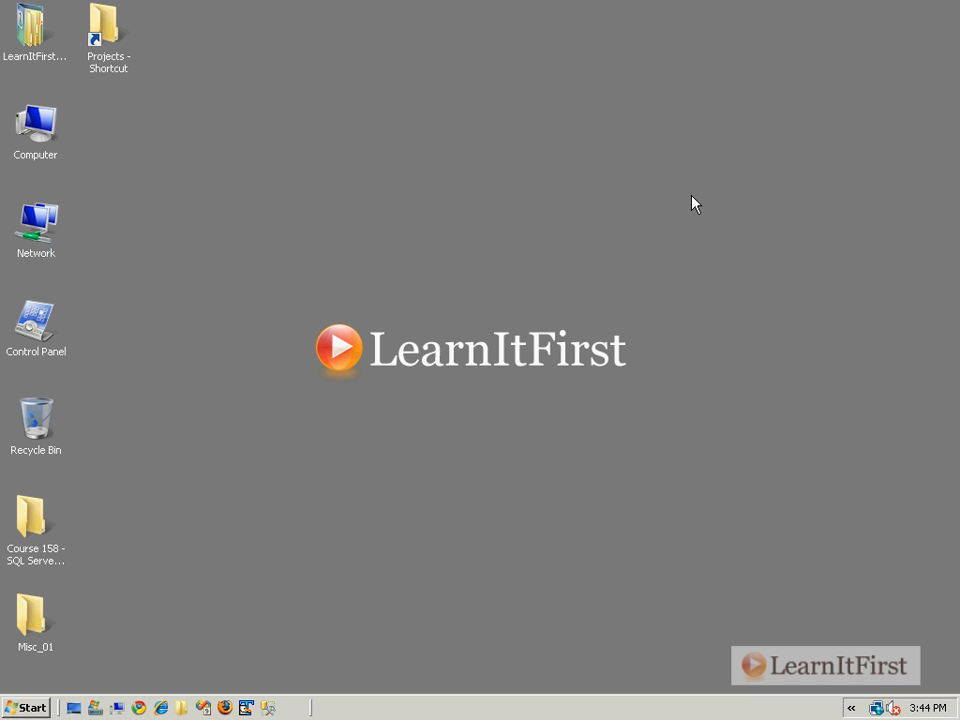 LearnItFirst...
Projects -
Shortcut
Computer
Network
Control Panel
Recycle Bin
Course 158 -
SQL Serve...
Misc_01
LearnItFirst
LearnItFirst
Start
3:44 PM